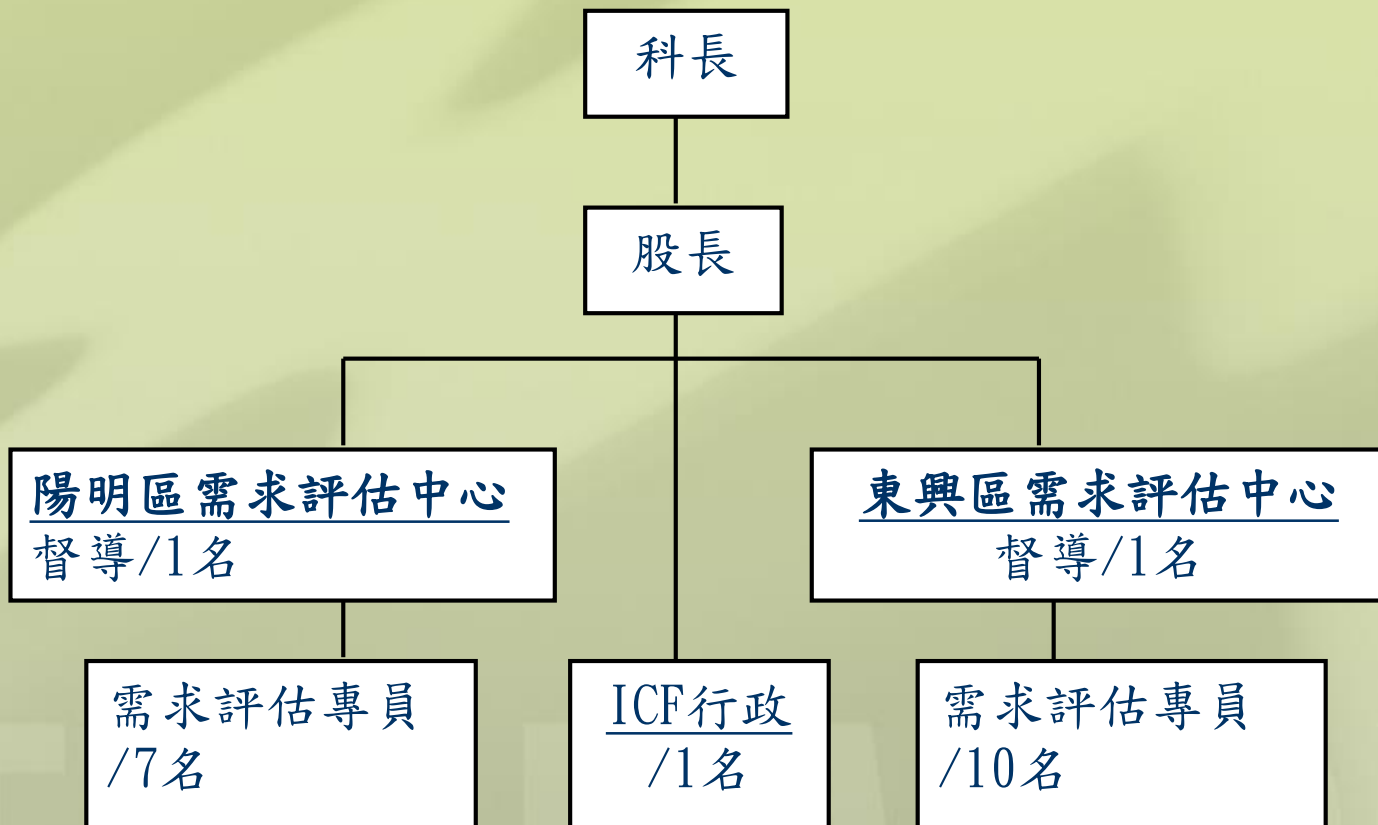 科長
股長
陽明區需求評估中心
督導/1名
東興區需求評估中心
督導/1名
需求評估專員
/7名
ICF行政
/1名
需求評估專員
/10名